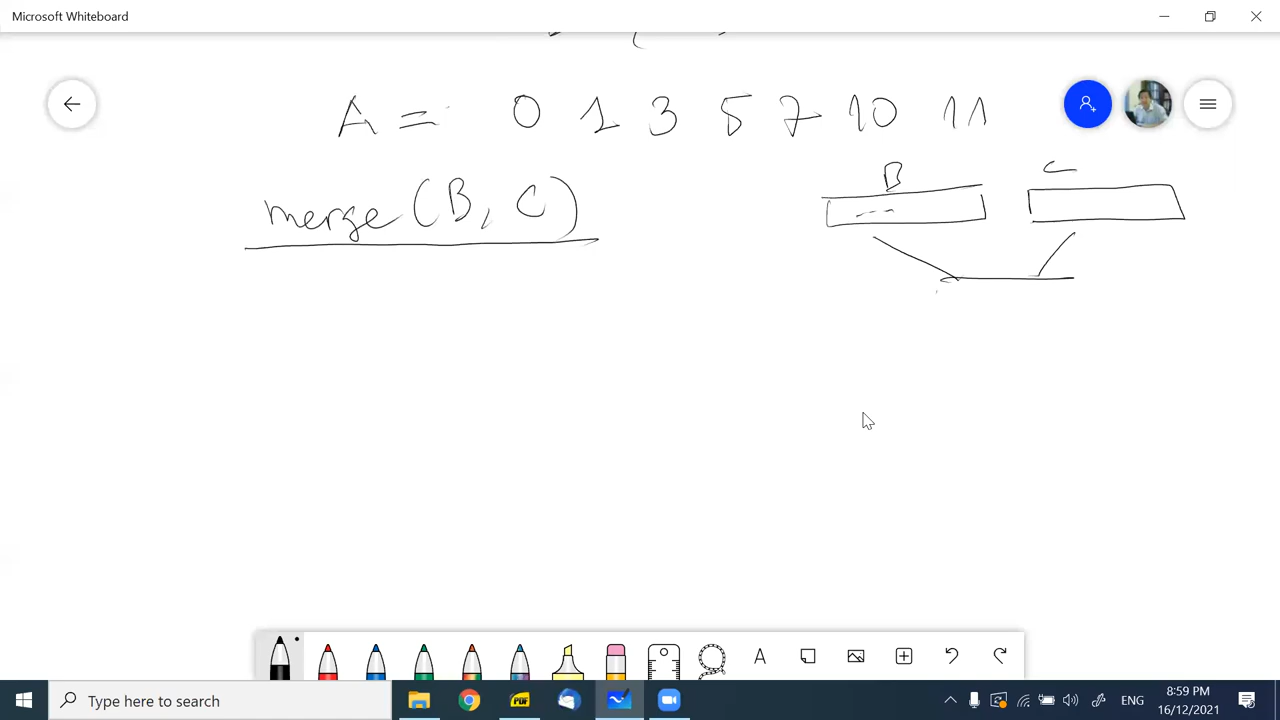 Microsoft Whiteboard
A = 0 1 3 5 7 10 11
merge (B, C)
B C
A
PDF
Type here to search
ENG
8:59 PM
16/12/2021